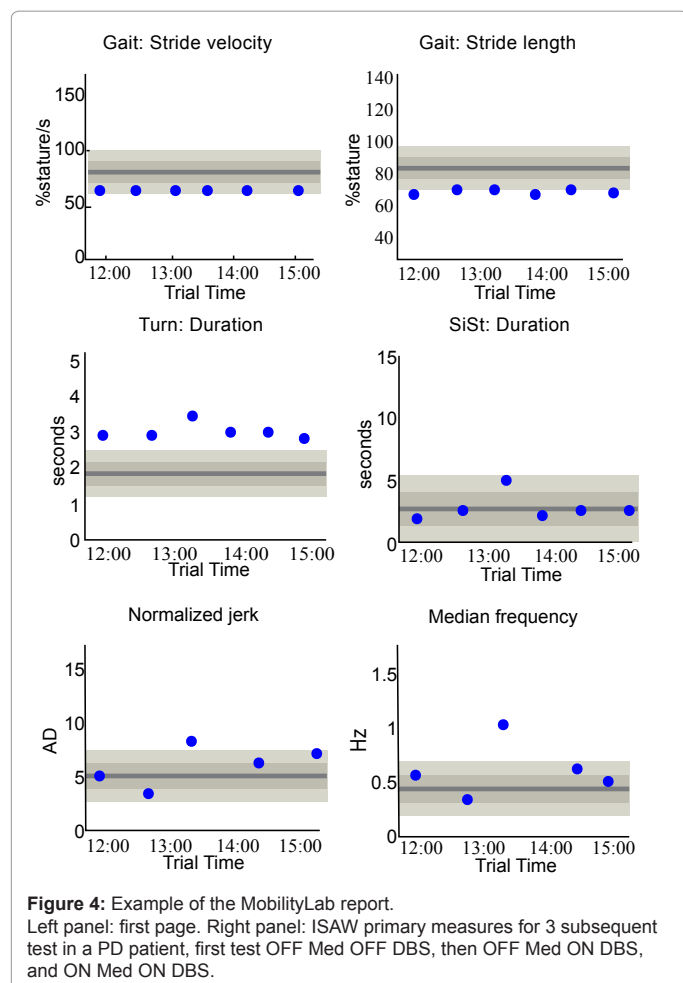 Gait: Stride velocity
%stature/s
150
100
50
0
12:00 13:00 14:00 15:00
Trial Time
Gait: Stride length
%stature
140
120
100
80
60
40
12:00 13:00 14:00 15:00
Trial Time
Turn: Duration
seconds
5
4
3
2
1
0
12:00 13:00 14:00 15:00
Trial Time
SiSt: Duration
seconds
15
10
5
0
12:00 13:00 14:00 15:00
Trial Time
Normalized jerk
AD
15
10
5
0
12:00 13:00 14:00 15:00
Trial Time
Median frequency
Hz
1.5
1
0.5
0
12:00 13:00 14:00 15:00
Trial Time
Figure 4: Example of the MobilityLab report.
Left panel: first page. Right panel: ISAW primary measures for 3 subsequent
test in a PD patient, first test OFF Med OFF DBS, then OFF Med ON DBS,
and ON Med ON DBS.